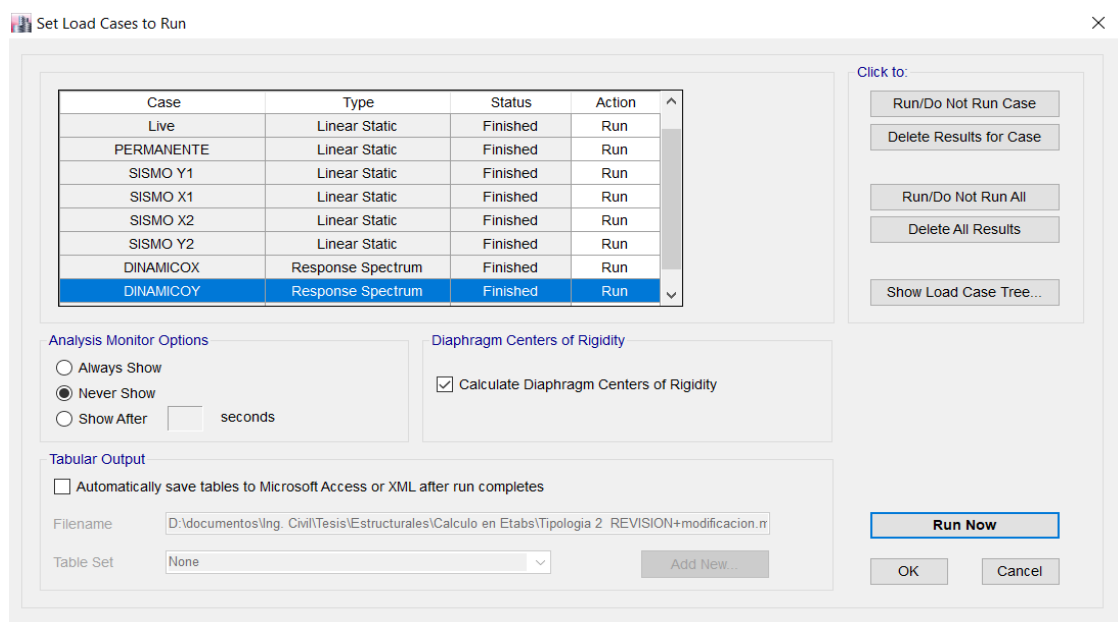 Set Load Cases to Run
Click to:
Case Type Status Action
Live Linear Static Finished Run
PERMANENTE Linear Static Finished Run
SISMO Y1 Linear Static Finished Run
SISMO X1 Linear Static Finished Run
SISMO X2 Linear Static Finished Run
SISMO Y2 Linear Static Finished Run
DINAMICOX Response Spectrum Finished Run
DINAMICOY Response Spectrum Finished Run
Run/Do Not Run Case
Delete Results for Case
Run/Do Not Run All
Delete All Results
Show Load Case Tree...
Analysis Monitor Options
Always Show
Never Show
Show After seconds
Diaphragm Centers of Rigidity
Calculate Diaphragm Centers of Rigidity
Tabular Output
Automatically save tables to Microsoft Access or XML after run completes
Filename D:\documentos\Ing. Civil\Tesis\Estructurales\Calculo en Etabs\Tipologia 2 REVISION+modificacion.m
Table Set None Add New...
Run Now
OK Cancel